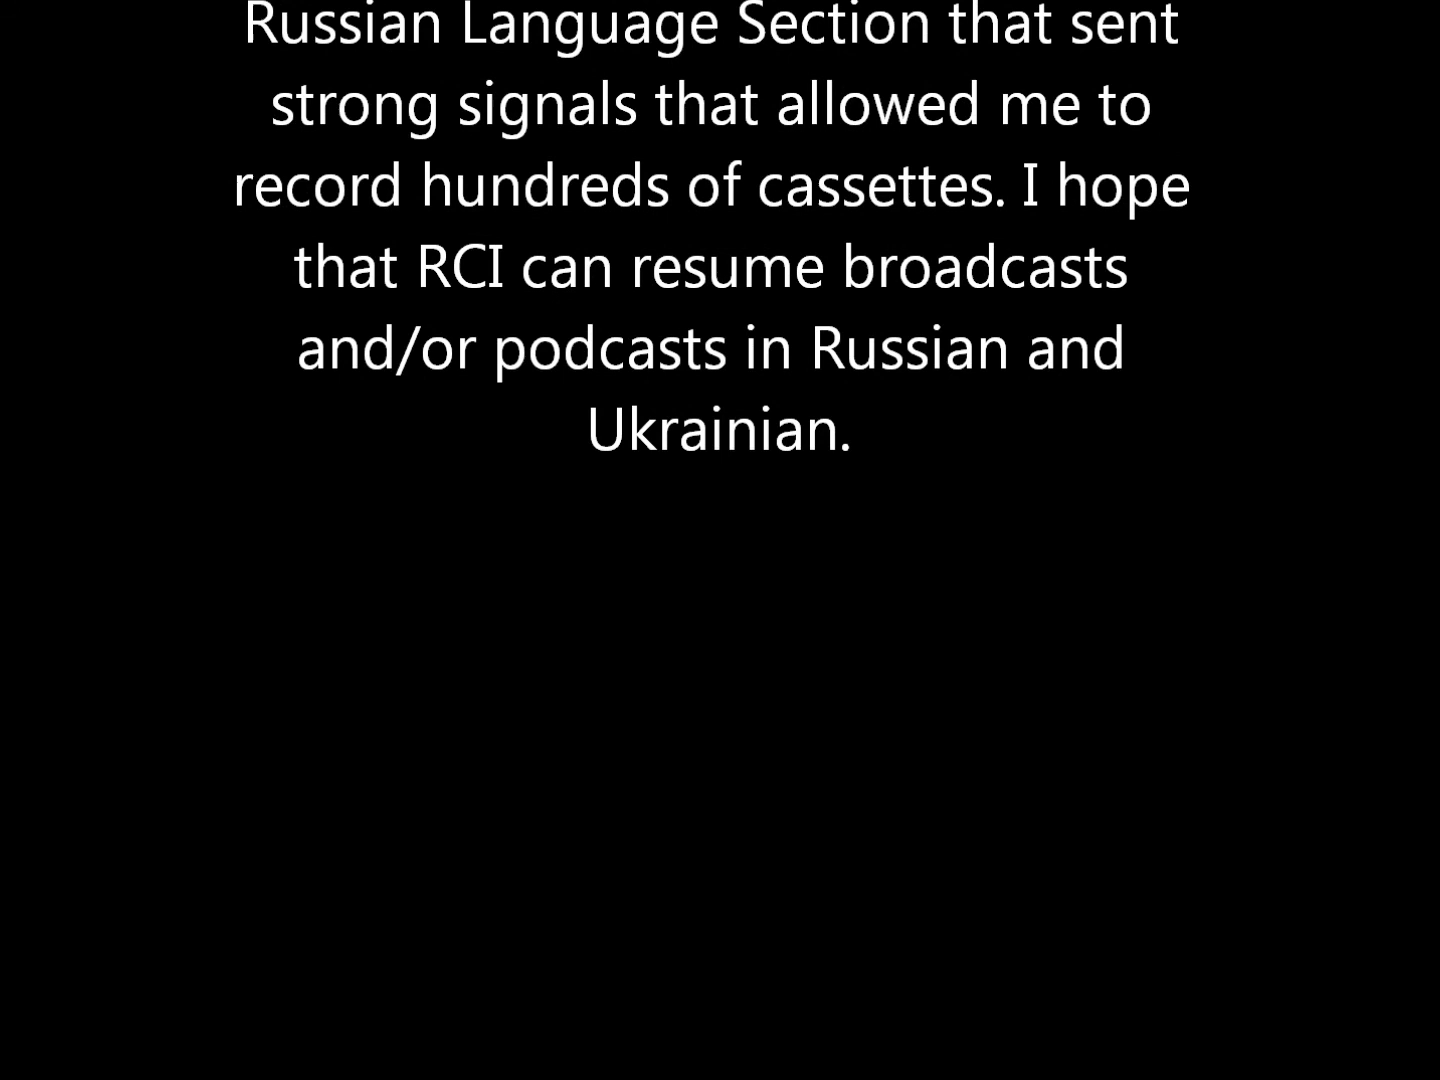 Russian Language Section that sent
strong signals that allowed me to
record hundreds of cassettes. I hope
that RCI can resume broadcasts
and/or podcasts in Russian and
Ukrainian.